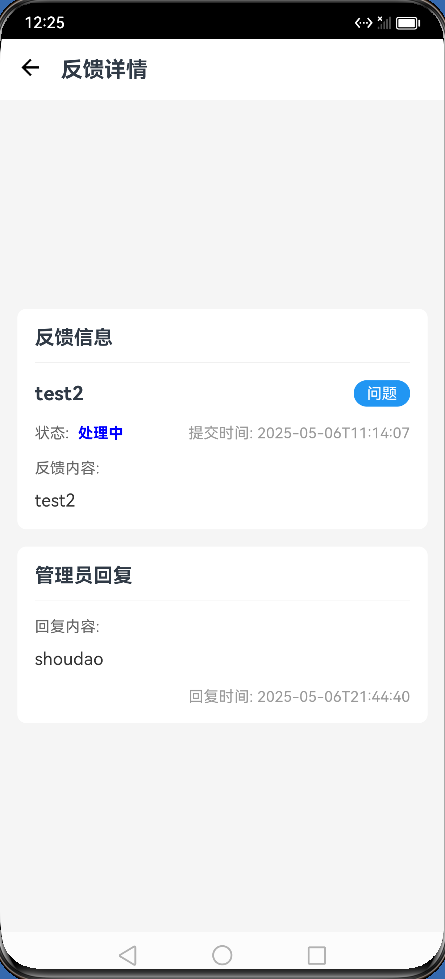 12:25
反馈详情
反馈信息
test2 问题
状态: 处理中 提交时间: 2025-05-06T11:14:07
反馈内容:
test2
管理员回复
回复内容:
shoudao
回复时间: 2025-05-06T21:44:40